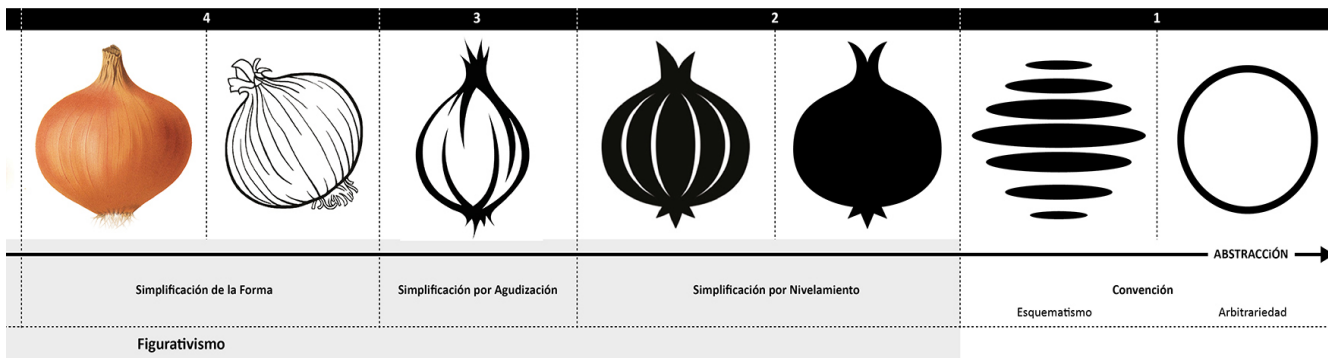 4
3
2
1
ABSTRACCiÓN
Simplificación de la Forma
Simplificación por Agudización
Simplificación por Nivelamiento
Convención
Esquematismo
Arbitrariedad
Figurativismo